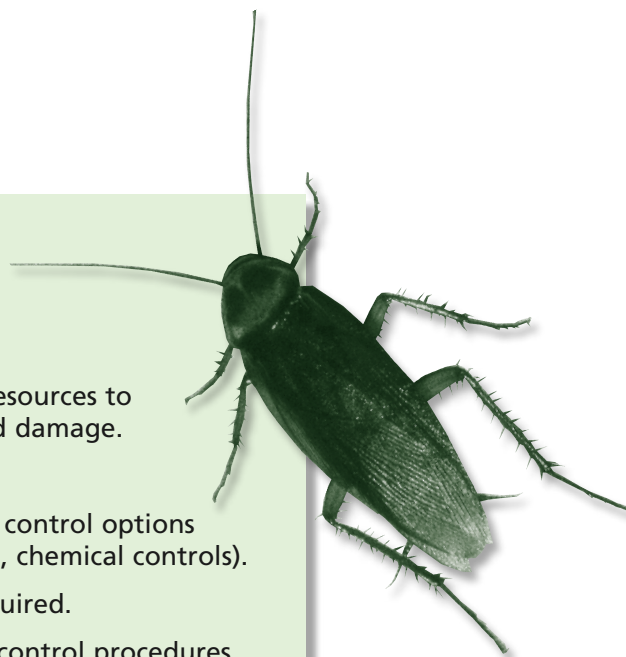 esources to
d damage.
control options
, chemical controls).
uired.
control procedures